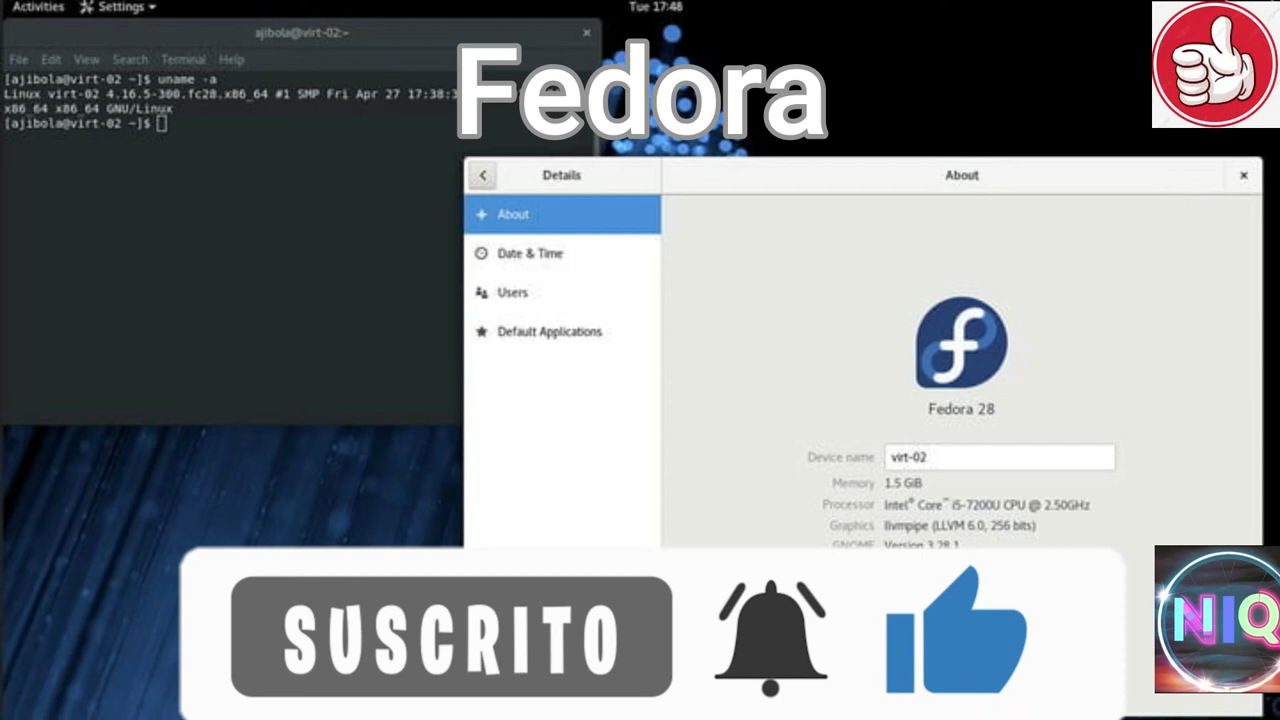 Activities Settings Tue 17:48
ajibola@virt-02:~
File Edit View Search Terminal Help
[ajibola@virt-02 ~]$ uname -a
Linux virt-02 4.16.5-300.fc28.x86_64 #1 SMP Fri Apr 27 17:38:
x86_64 x86_64 GNU/Linux
[ajibola@virt-02 ~]$
Fedora
Details
About
About
Date & Time
Users
Default Applications
Fedora 28
Device name virt-02
Memory 1.5 GiB
Processor Intel® Core™ i5-7200U CPU @ 2.50GHz
Graphics llvmpipe (LLVM 6.0, 256 bits)
GNOME Version 3.28.1
SUSCRITO
NIQ